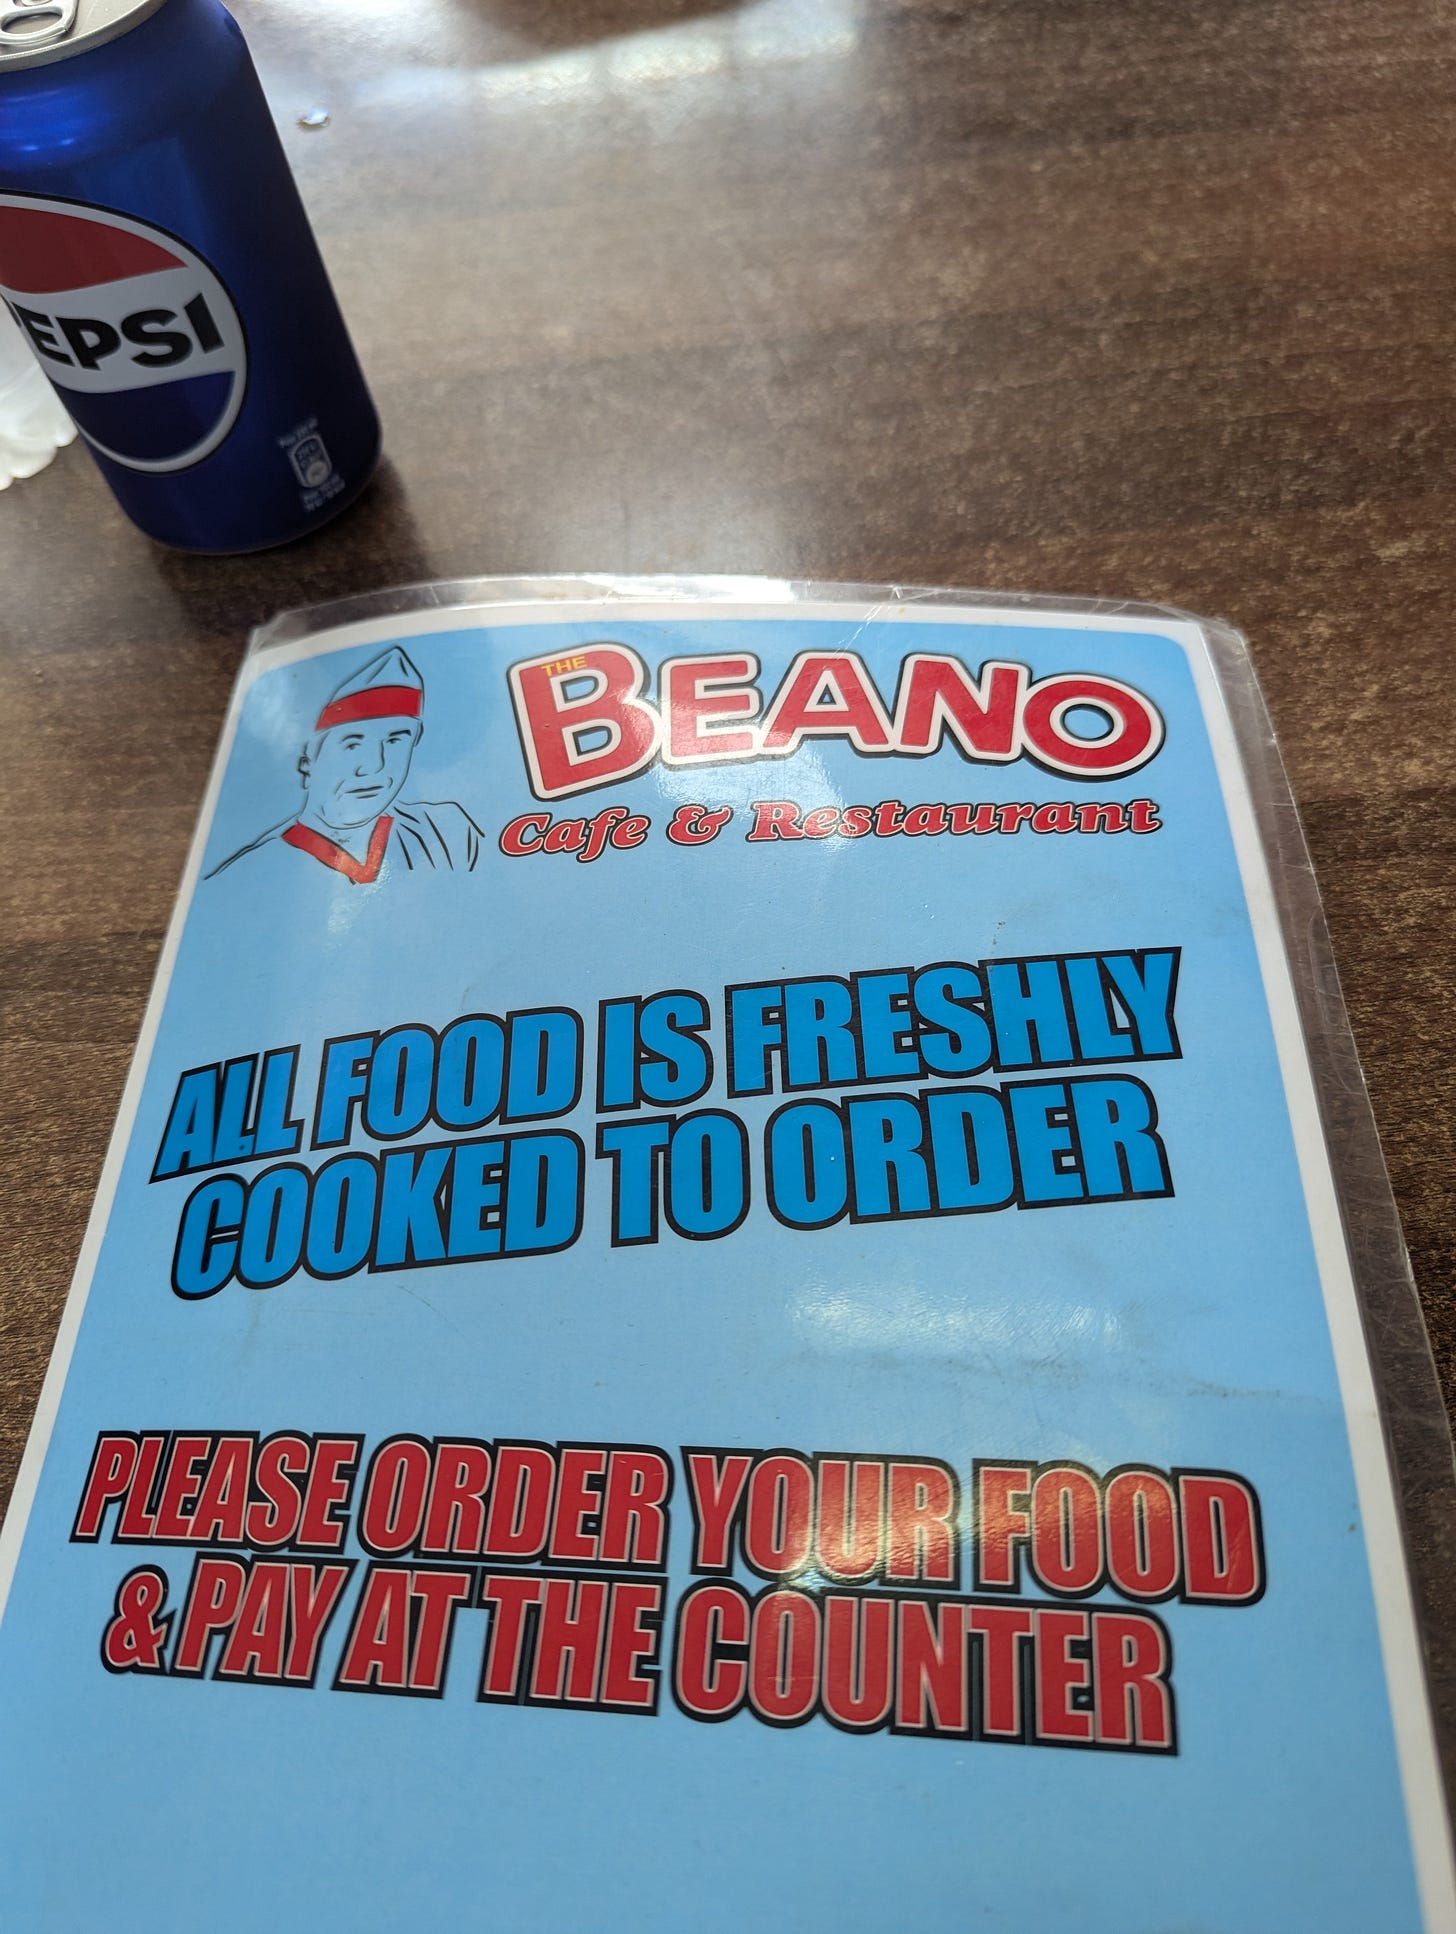 EPSI
THE
BEANO
Cafe & Restaurant
ALL FOOD IS FRESHLY
COOKED TO ORDER
PLEASE ORDER YOUR FOOD
& PAY AT THE COUNTER